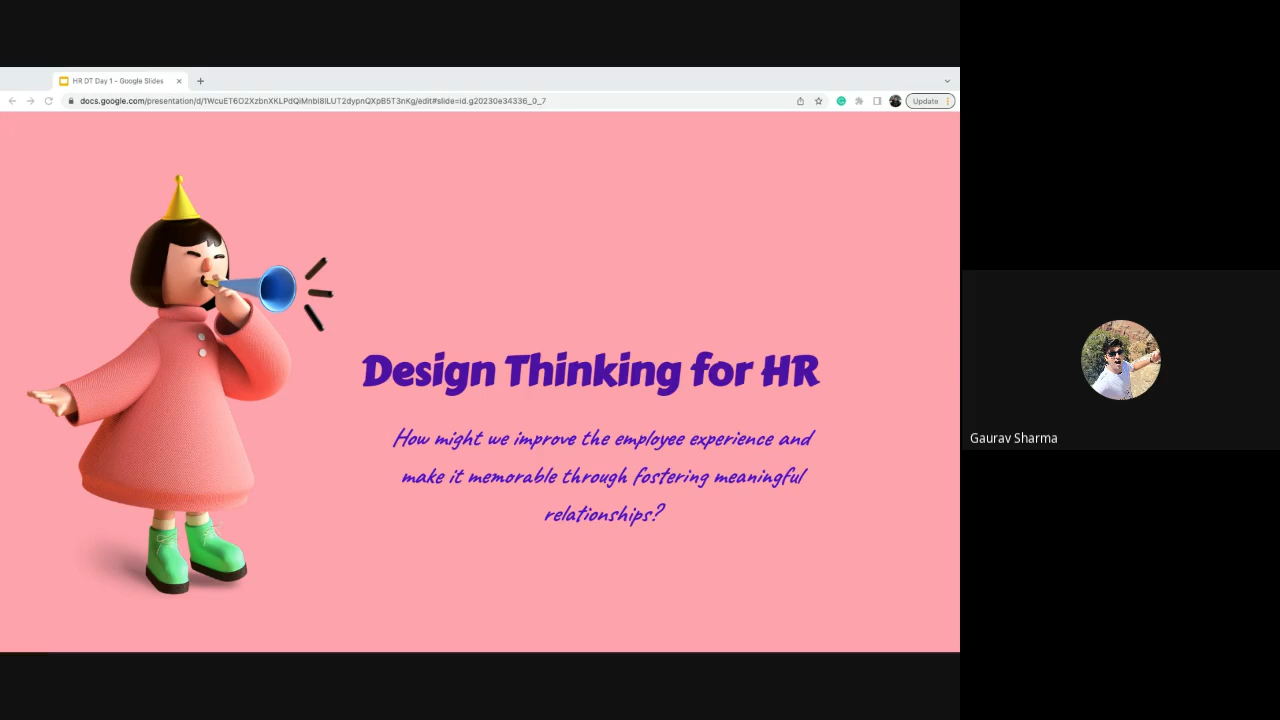 HR DT Day 1 - Google Slides
docs.google.com/presentation/d/1WcuET6O2XzbnXKLPdQiMnbI8ILUT2dypnQXpB5T3nKg/edit#slide=id.g20230e34336_0_7
Update
Design Thinking for HR
How might we improve the employee experience and
make it memorable through fostering meaningful
relationships?
Gaurav Sharma